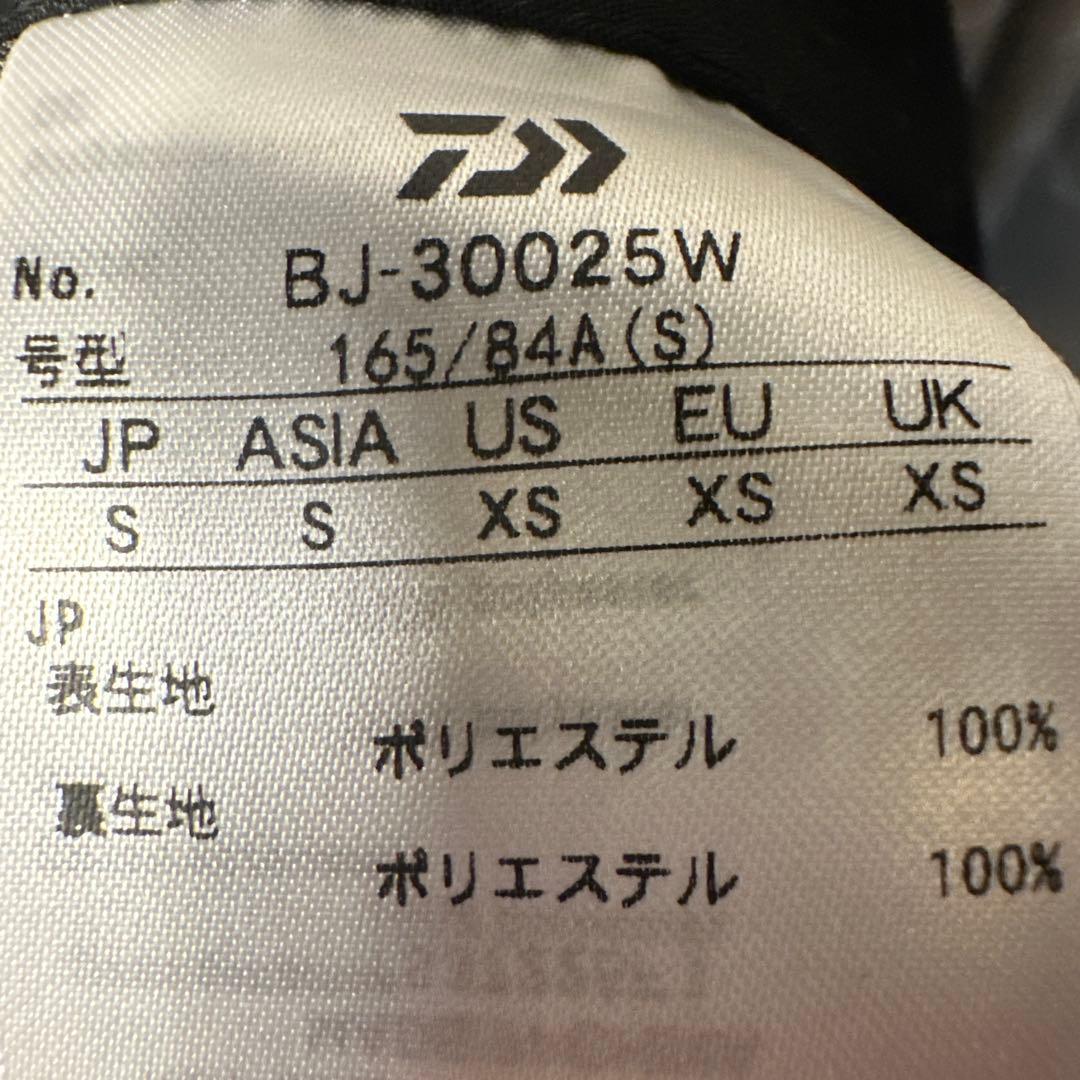 No. BJ-30025W
号型 165/84A(S)
JP ASIA US EU UK
S S XS XS XS
JP
表生地
ポリエステル 100%
裏生地
ポリエステル 100%